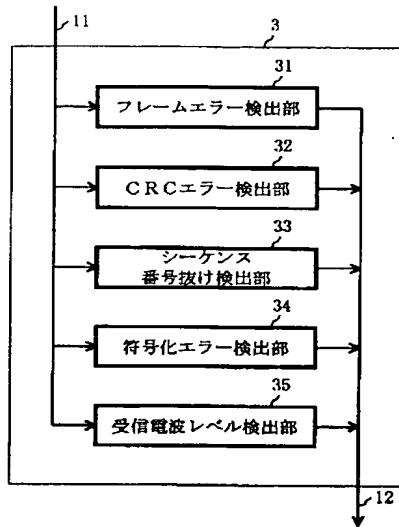 11
3
31
フレームエラー検出部
32
CRCエラー検出部
33
シーケンス
番号抜け検出部
34
符号化エラー検出部
35
受信電波レベル検出部
12